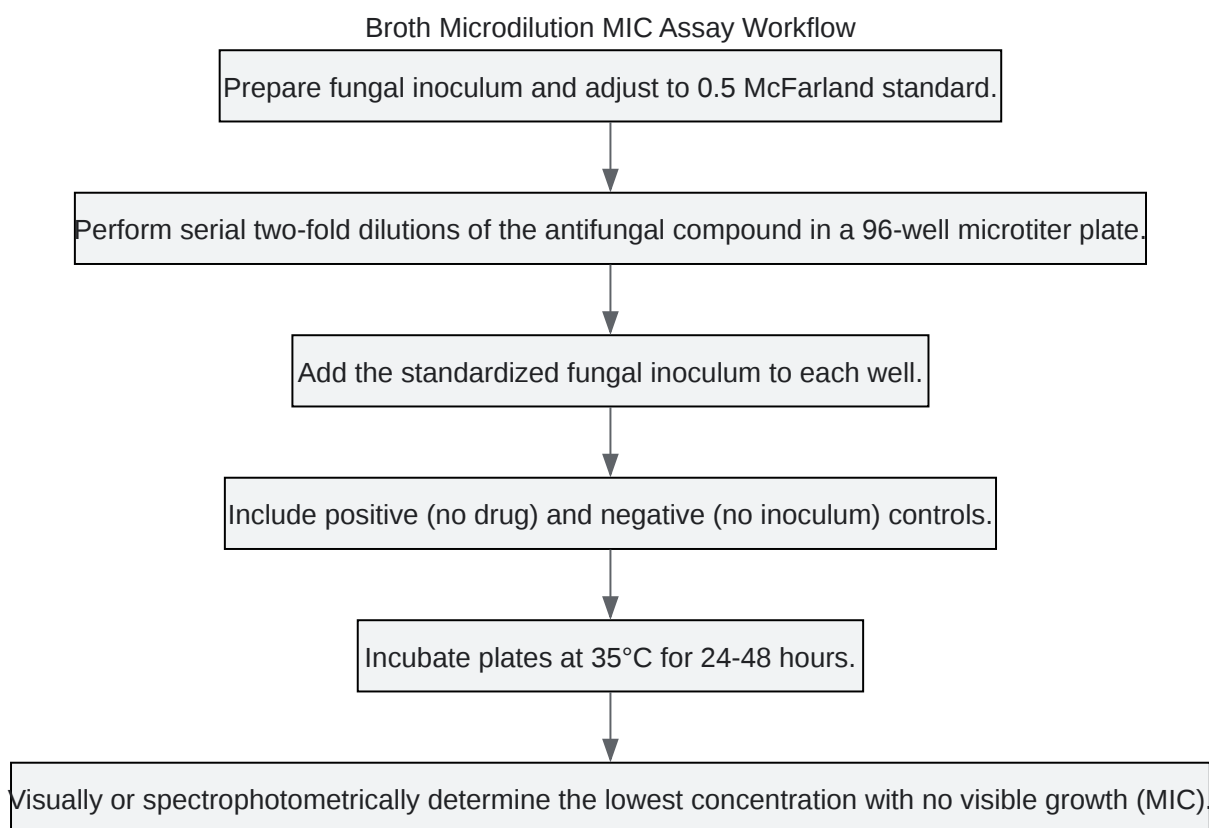 Broth Microdilution MIC Assay Workflow
Prepare fungal inoculum and adjust to 0.5 McFarland standard.
Perform serial two-fold dilutions of the antifungal compound in a 96-well microtiter plate.
Add the standardized fungal inoculum to each well.
Include positive (no drug) and negative (no inoculum) controls.
Incubate plates at 35°C for 24-48 hours.
Visually or spectrophotometrically determine the lowest concentration with no visible growth (MIC).